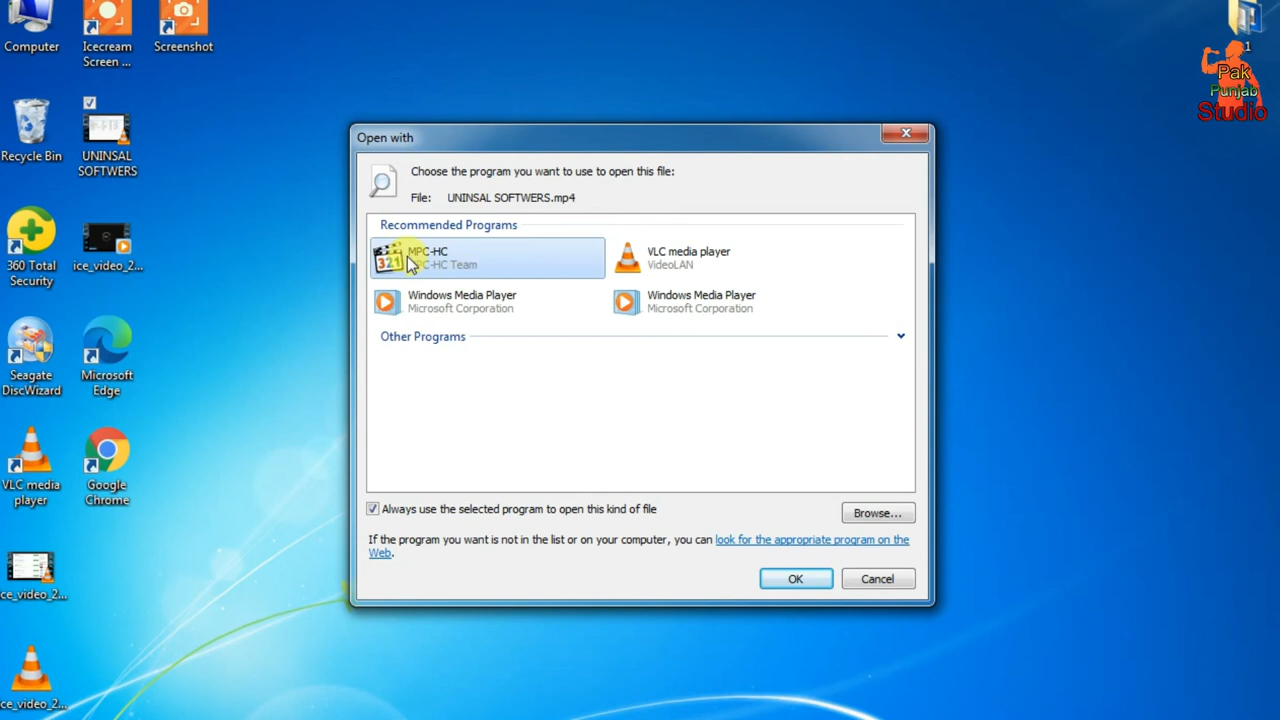 Computer
Icecream
Screen ...
Screenshot
1
Pak
Punjab
Studio
Recycle Bin
UNINSAL
SOFTWERS
360 Total
Security
ice_video_2...
Seagate
DiscWizard
Microsoft
Edge
VLC media
player
Google
Chrome
ice_video_2...
ice_video_2...
Open with
Choose the program you want to use to open this file:
File: UNINSAL SOFTWERS.mp4
Recommended Programs
MPC-HC
MPC-HC Team
321
VLC media player
VideoLAN
Windows Media Player
Microsoft Corporation
Windows Media Player
Microsoft Corporation
Other Programs
Always use the selected program to open this kind of file
Browse...
If the program you want is not in the list or on your computer, you can look for the appropriate program on the
Web.
OK
Cancel